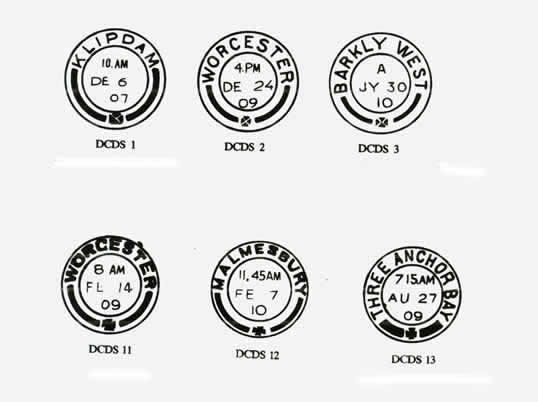 KLIPDAM
10.AM
DE 6
07
DCDS 1
WORCESTER
4.PM
DE 24
09
DCDS 2
BARKLY WEST
A
JY 30
10
DCDS 3
WORCESTER
8 AM
FL 14
09
DCDS 11
MALMESBURY
11.45AM
FE 7
10
DCDS 12
THREE ANCHOR BAY
7 15.AM
AU 27
09
DCDS 13